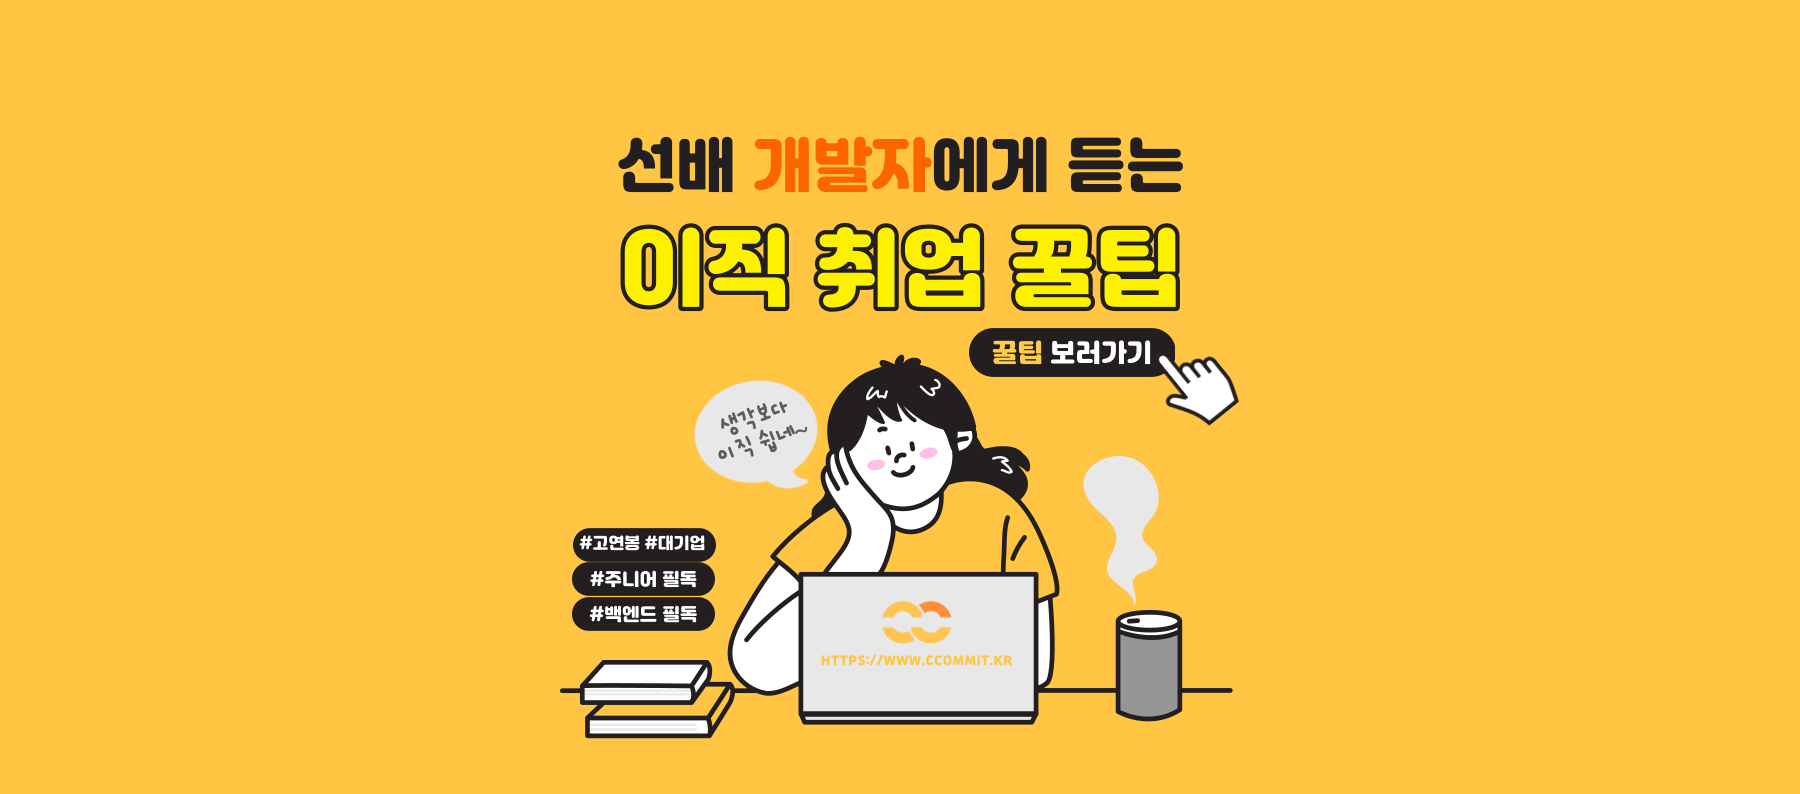 선배 개발자에게 듣는
이직 취업 꿀팁
꿀팁 보러가기
생각보다
이직 쉽네~
#고연봉 #대기업
#주니어 필독
#백엔드 필독
HTTPS://WWW.CCOMMIT.KR